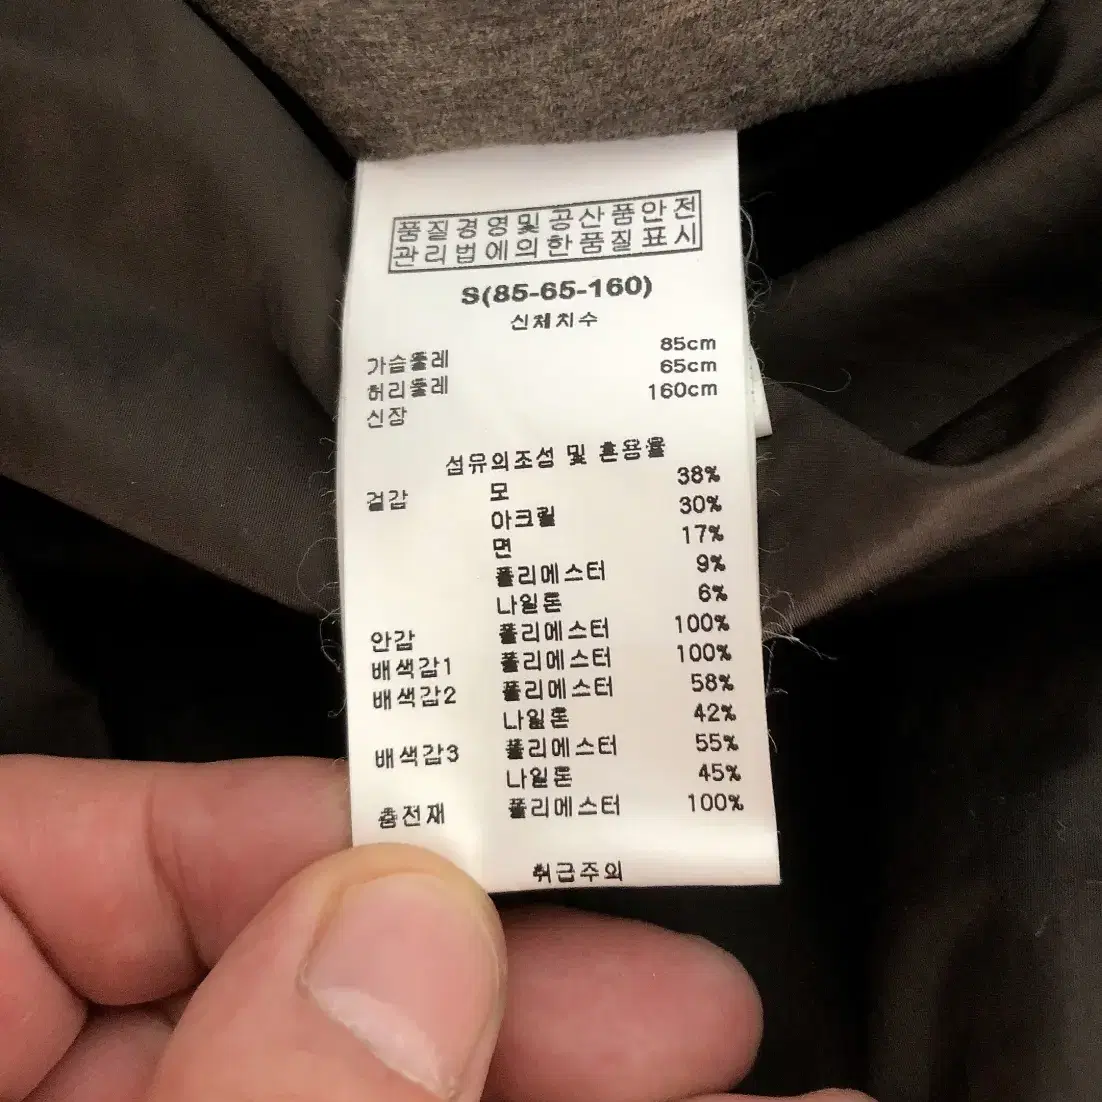 품질경영및공산품안전
관리법에의한품질표시
S(85-65-160)
신체치수
가슴둘레 85cm
허리둘레 65cm
신장 160cm
섬유의조성 및 혼용율
겉감 모 38%
아크릴 30%
면 17%
폴리에스터 9%
나일론 6%
안감 폴리에스터 100%
배색감1 폴리에스터 100%
배색감2 폴리에스터 58%
나일론 42%
배색감3 폴리에스터 55%
나일론 45%
충전재 폴리에스터 100%
취급주의